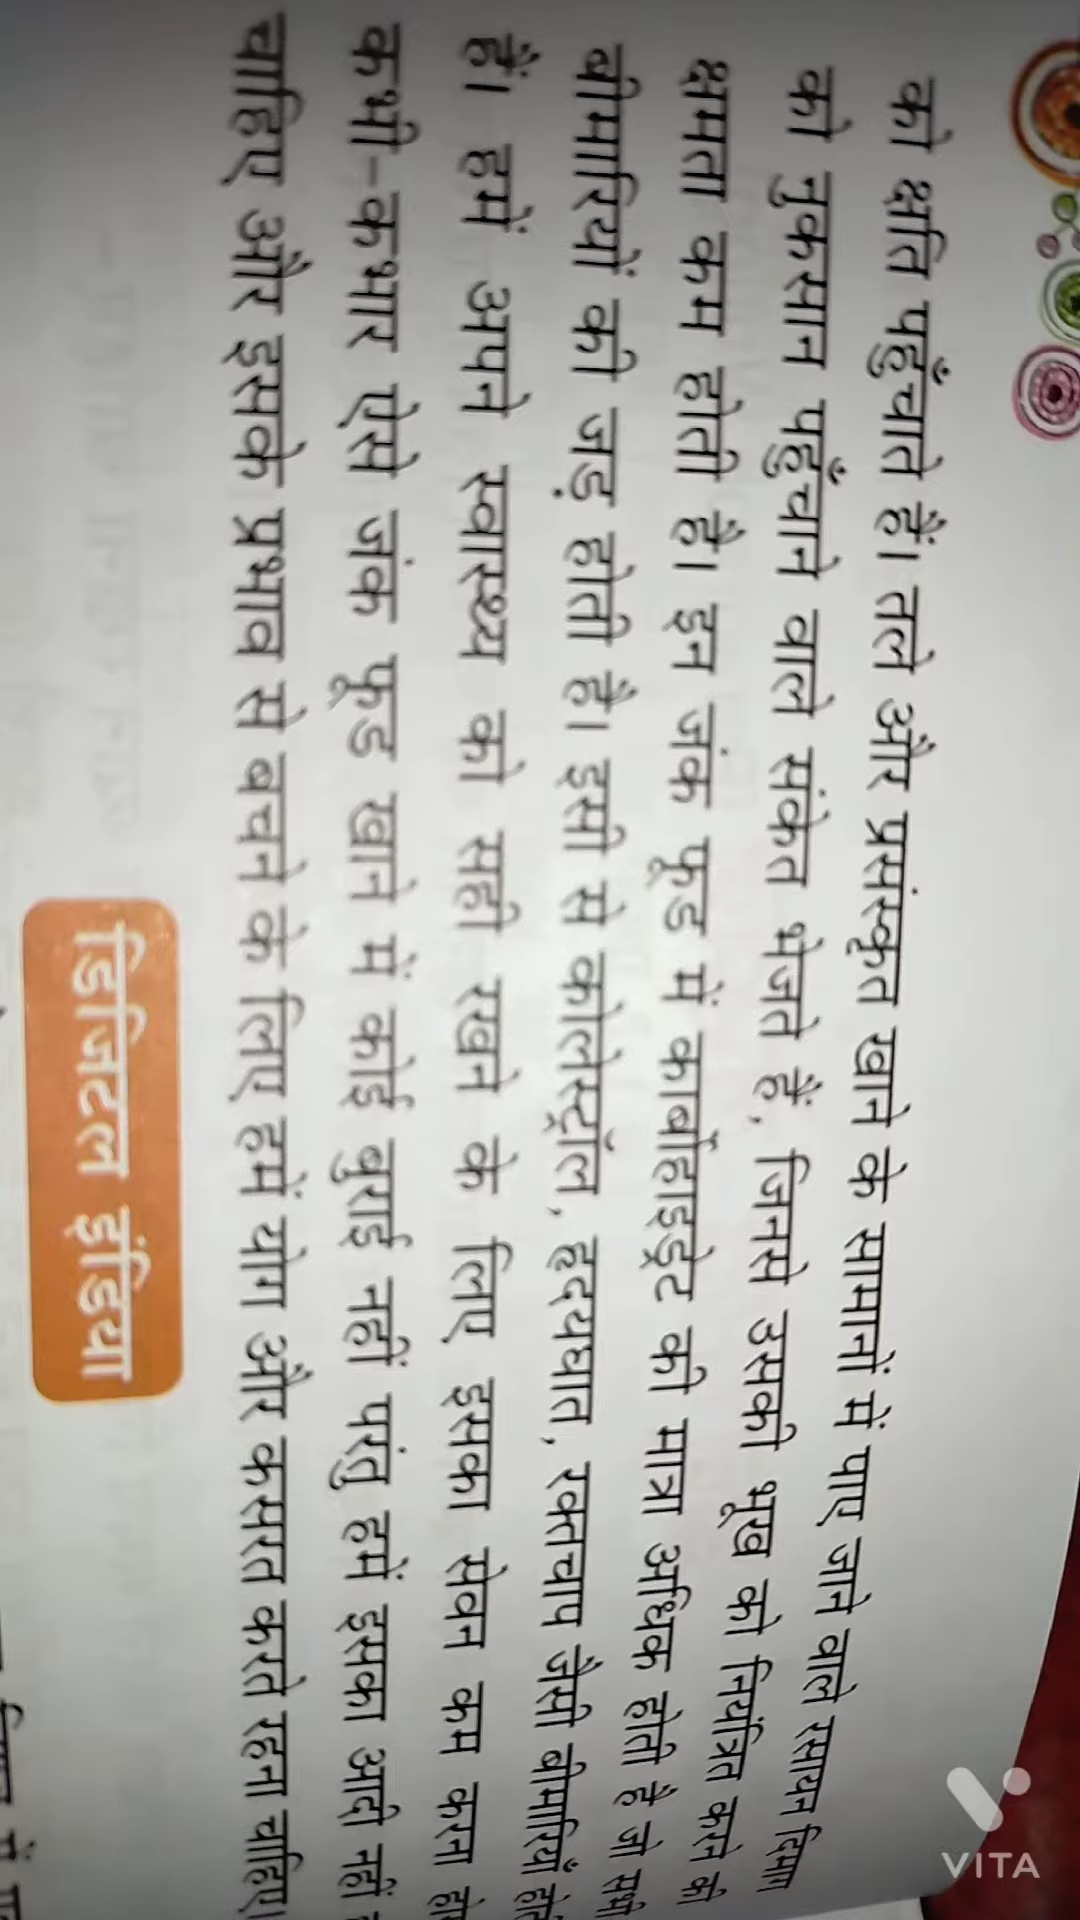 को क्षति पहुँचाते हैं। तले और प्रसंस्कृत खाने के सामानों में पाए जाने वाले रसायन दिमाग
को नुकसान पहुँचाने वाले संकेत भेजते हैं, जिनसे उसकी भूख को नियंत्रित करने की
क्षमता कम होती है। इन जंक फूड में कार्बोहाइड्रेट की मात्रा अधिक होती है जो सभी
बीमारियों की जड़ होती है। इसी से कोलेस्ट्रॉल, हृदयघात, रक्तचाप जैसी बीमारियाँ
हैं। हमें अपने स्वास्थ्य को सही रखने के लिए इसका सेवन कम करना
कभी-कभार ऐसे जंक फूड खाने में कोई बुराई नहीं परंतु हमें इसका आदी नहीं
चाहिए और इसके प्रभाव से बचने के लिए हमें योग और कसरत करते रहना चाहिए।
डिजिटल इंडिया
VITA